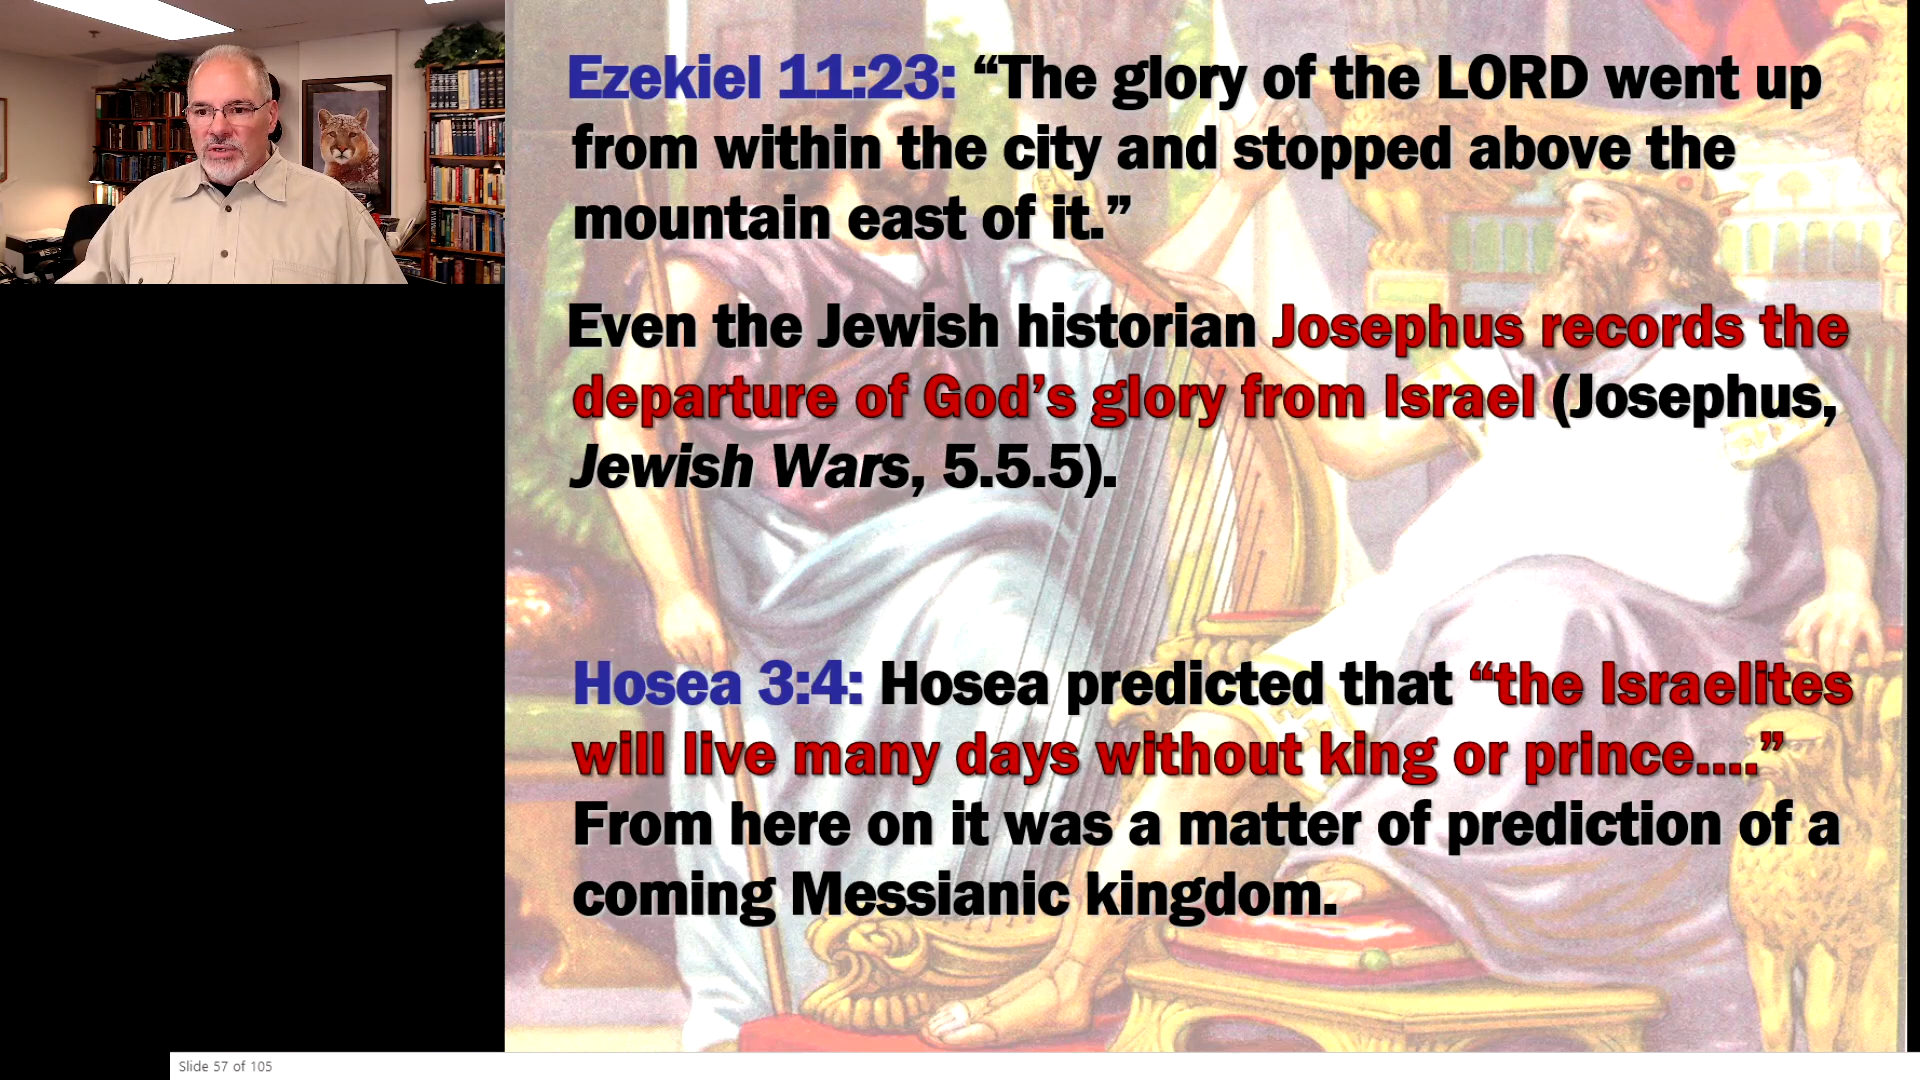 Ezekiel 11:23: “The glory of the LORD went up
from within the city and stopped above the
mountain east of it.”
Even the Jewish historian Josephus records the
departure of God’s glory from Israel (Josephus,
Jewish Wars, 5.5.5).
Hosea 3:4: Hosea predicted that “the Israelites
will live many days without king or prince....”
From here on it was a matter of prediction of a
coming Messianic kingdom.
Slide 57 of 105